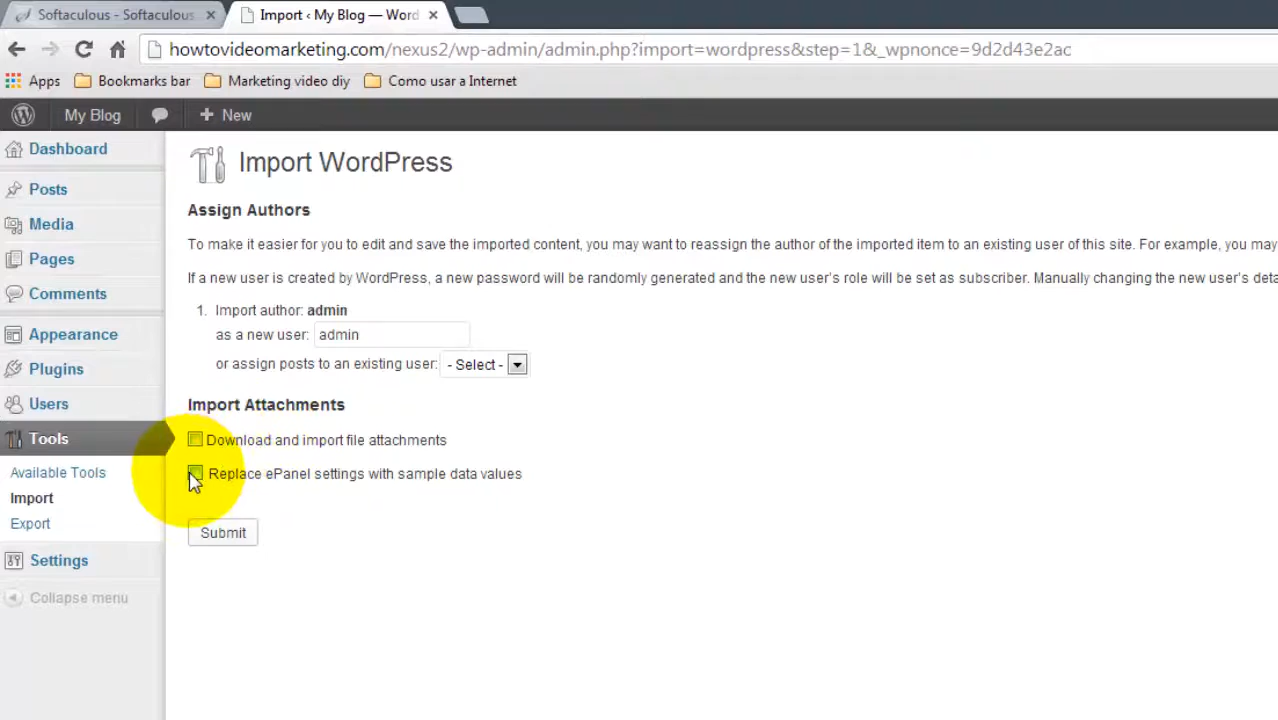 Softaculous - Softaculous
Import ‹ My Blog — Word
howtovideomarketing.com/nexus2/wp-admin/admin.php?import=wordpress&step=1&_wpnonce=9d2d43e2ac
Apps Bookmarks bar Marketing video diy Como usar a Internet
My Blog + New
Dashboard
Posts
Media
Pages
Comments
Appearance
Plugins
Users
Tools
Available Tools
Import
Export
Settings
Collapse menu
Import WordPress
Assign Authors
To make it easier for you to edit and save the imported content, you may want to reassign the author of the imported item to an existing user of this site. For example, you may
If a new user is created by WordPress, a new password will be randomly generated and the new user's role will be set as subscriber. Manually changing the new user's deta
1. Import author: admin
as a new user: admin
or assign posts to an existing user: - Select -
Import Attachments
Download and import file attachments
Replace ePanel settings with sample data values
Submit